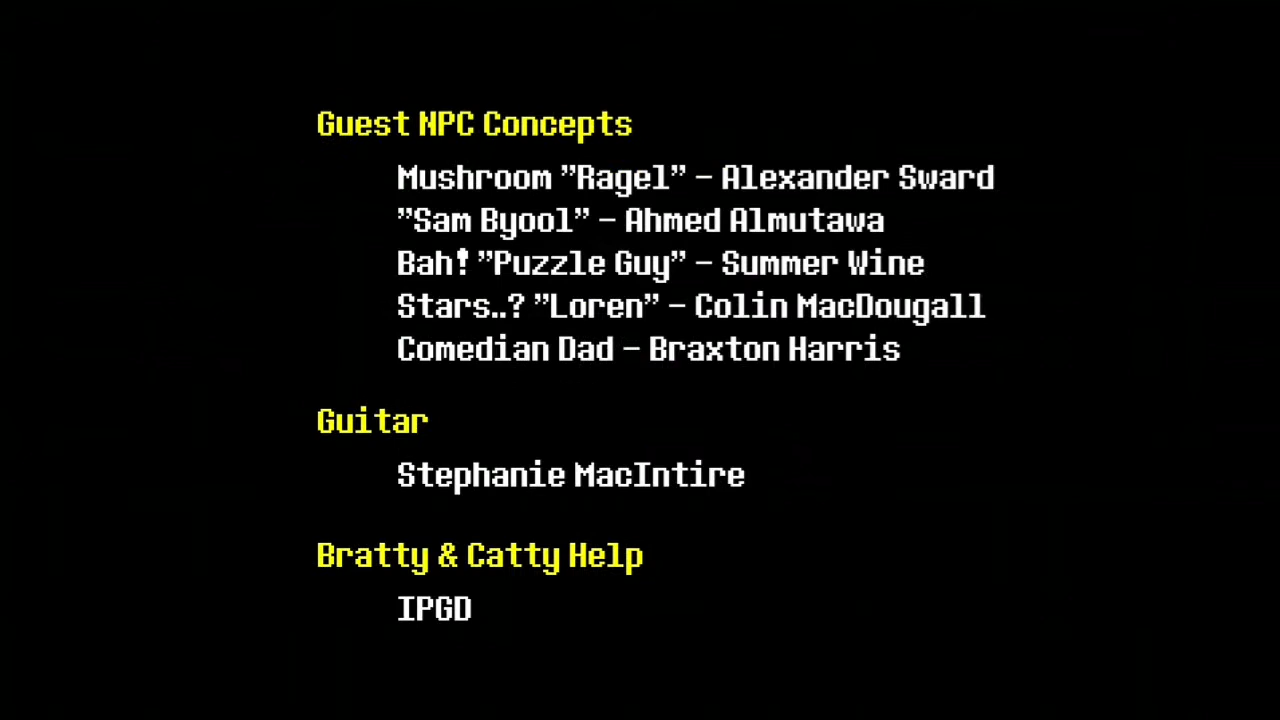 Guest NPC Concepts
Mushroom ”Ragel” – Alexander Sward
”Sam Byool” – Ahmed Almutawa
Bah! ”Puzzle Guy” – Summer Wine
Stars..? ”Loren” – Colin MacDougall
Comedian Dad – Braxton Harris
Guitar
Stephanie MacIntire
Bratty & Catty Help
IPGD